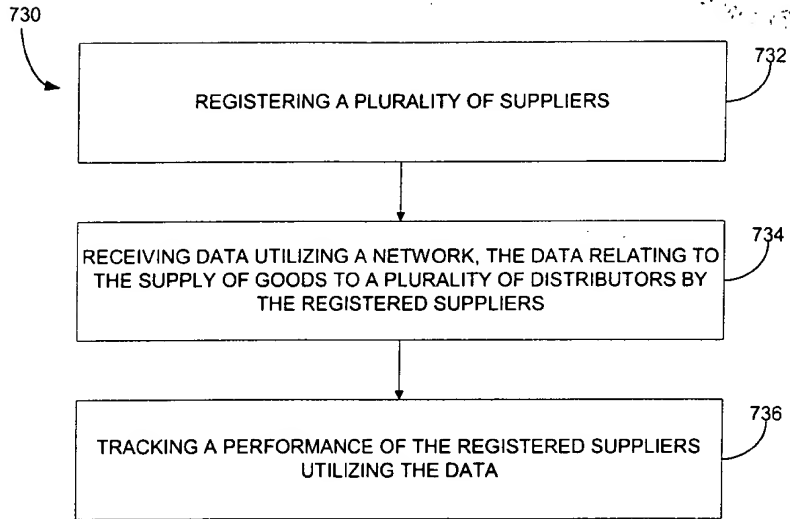 730
732
REGISTERING A PLURALITY OF SUPPLIERS
734
RECEIVING DATA UTILIZING A NETWORK, THE DATA RELATING TO
THE SUPPLY OF GOODS TO A PLURALITY OF DISTRIBUTORS BY
THE REGISTERED SUPPLIERS
736
TRACKING A PERFORMANCE OF THE REGISTERED SUPPLIERS
UTILIZING THE DATA